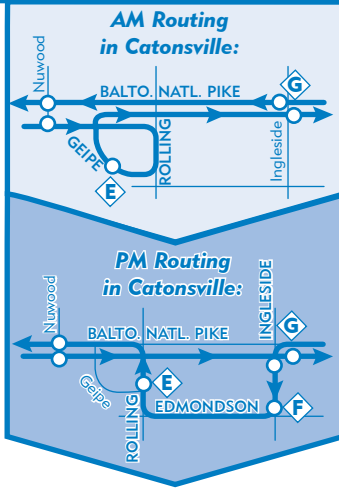 AM Routing
in Catonsville:
Nuwood
BALTO. NATL. PIKE
G
GEIPE
ROLLING
Ingleside
E
PM Routing
in Catonsville:
Nuwood
INGLESIDE
BALTO. NATL. PIKE
G
Geipe
E
ROLLING
EDMONDSON
F